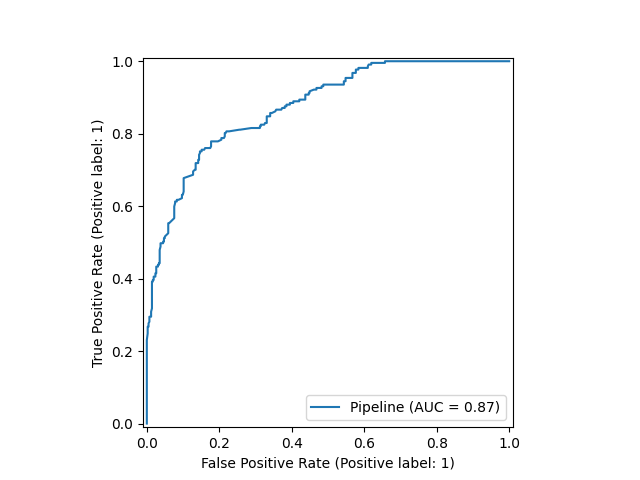 1.0
0.8
0.6
0.4
0.2
0.0
True Positive Rate (Positive label: 1)
Pipeline (AUC = 0.87)
0.0 0.2 0.4 0.6 0.8 1.0
False Positive Rate (Positive label: 1)